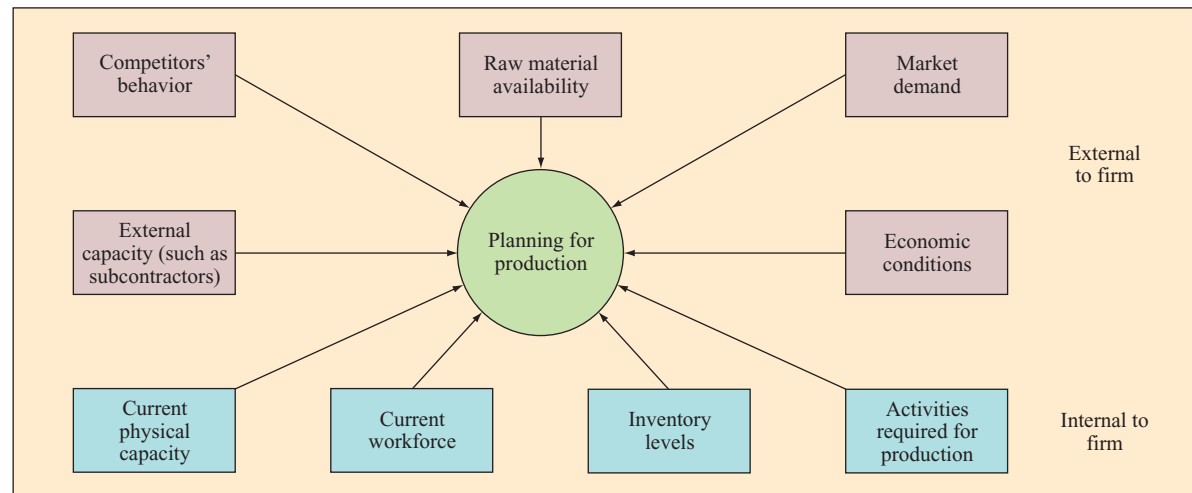 Competitors’
behavior
Raw material
availability
Market
demand
External
to firm
External
capacity (such as
subcontractors)
Planning for
production
Economic
conditions
Current
physical
capacity
Current
workforce
Inventory
levels
Activities
required for
production
Internal to
firm